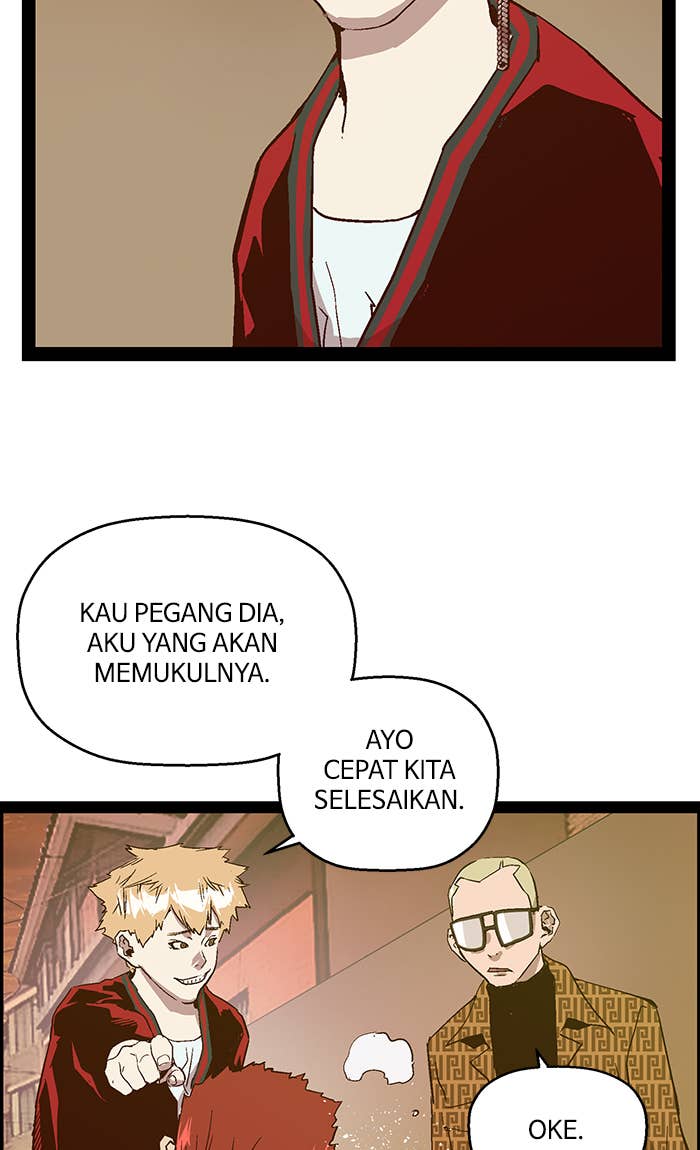 KAU PEGANG DIA,
AKU YANG AKAN
MEMUKULNYA.
AYO
CEPAT KITA
SELESAIKAN.
OKE.